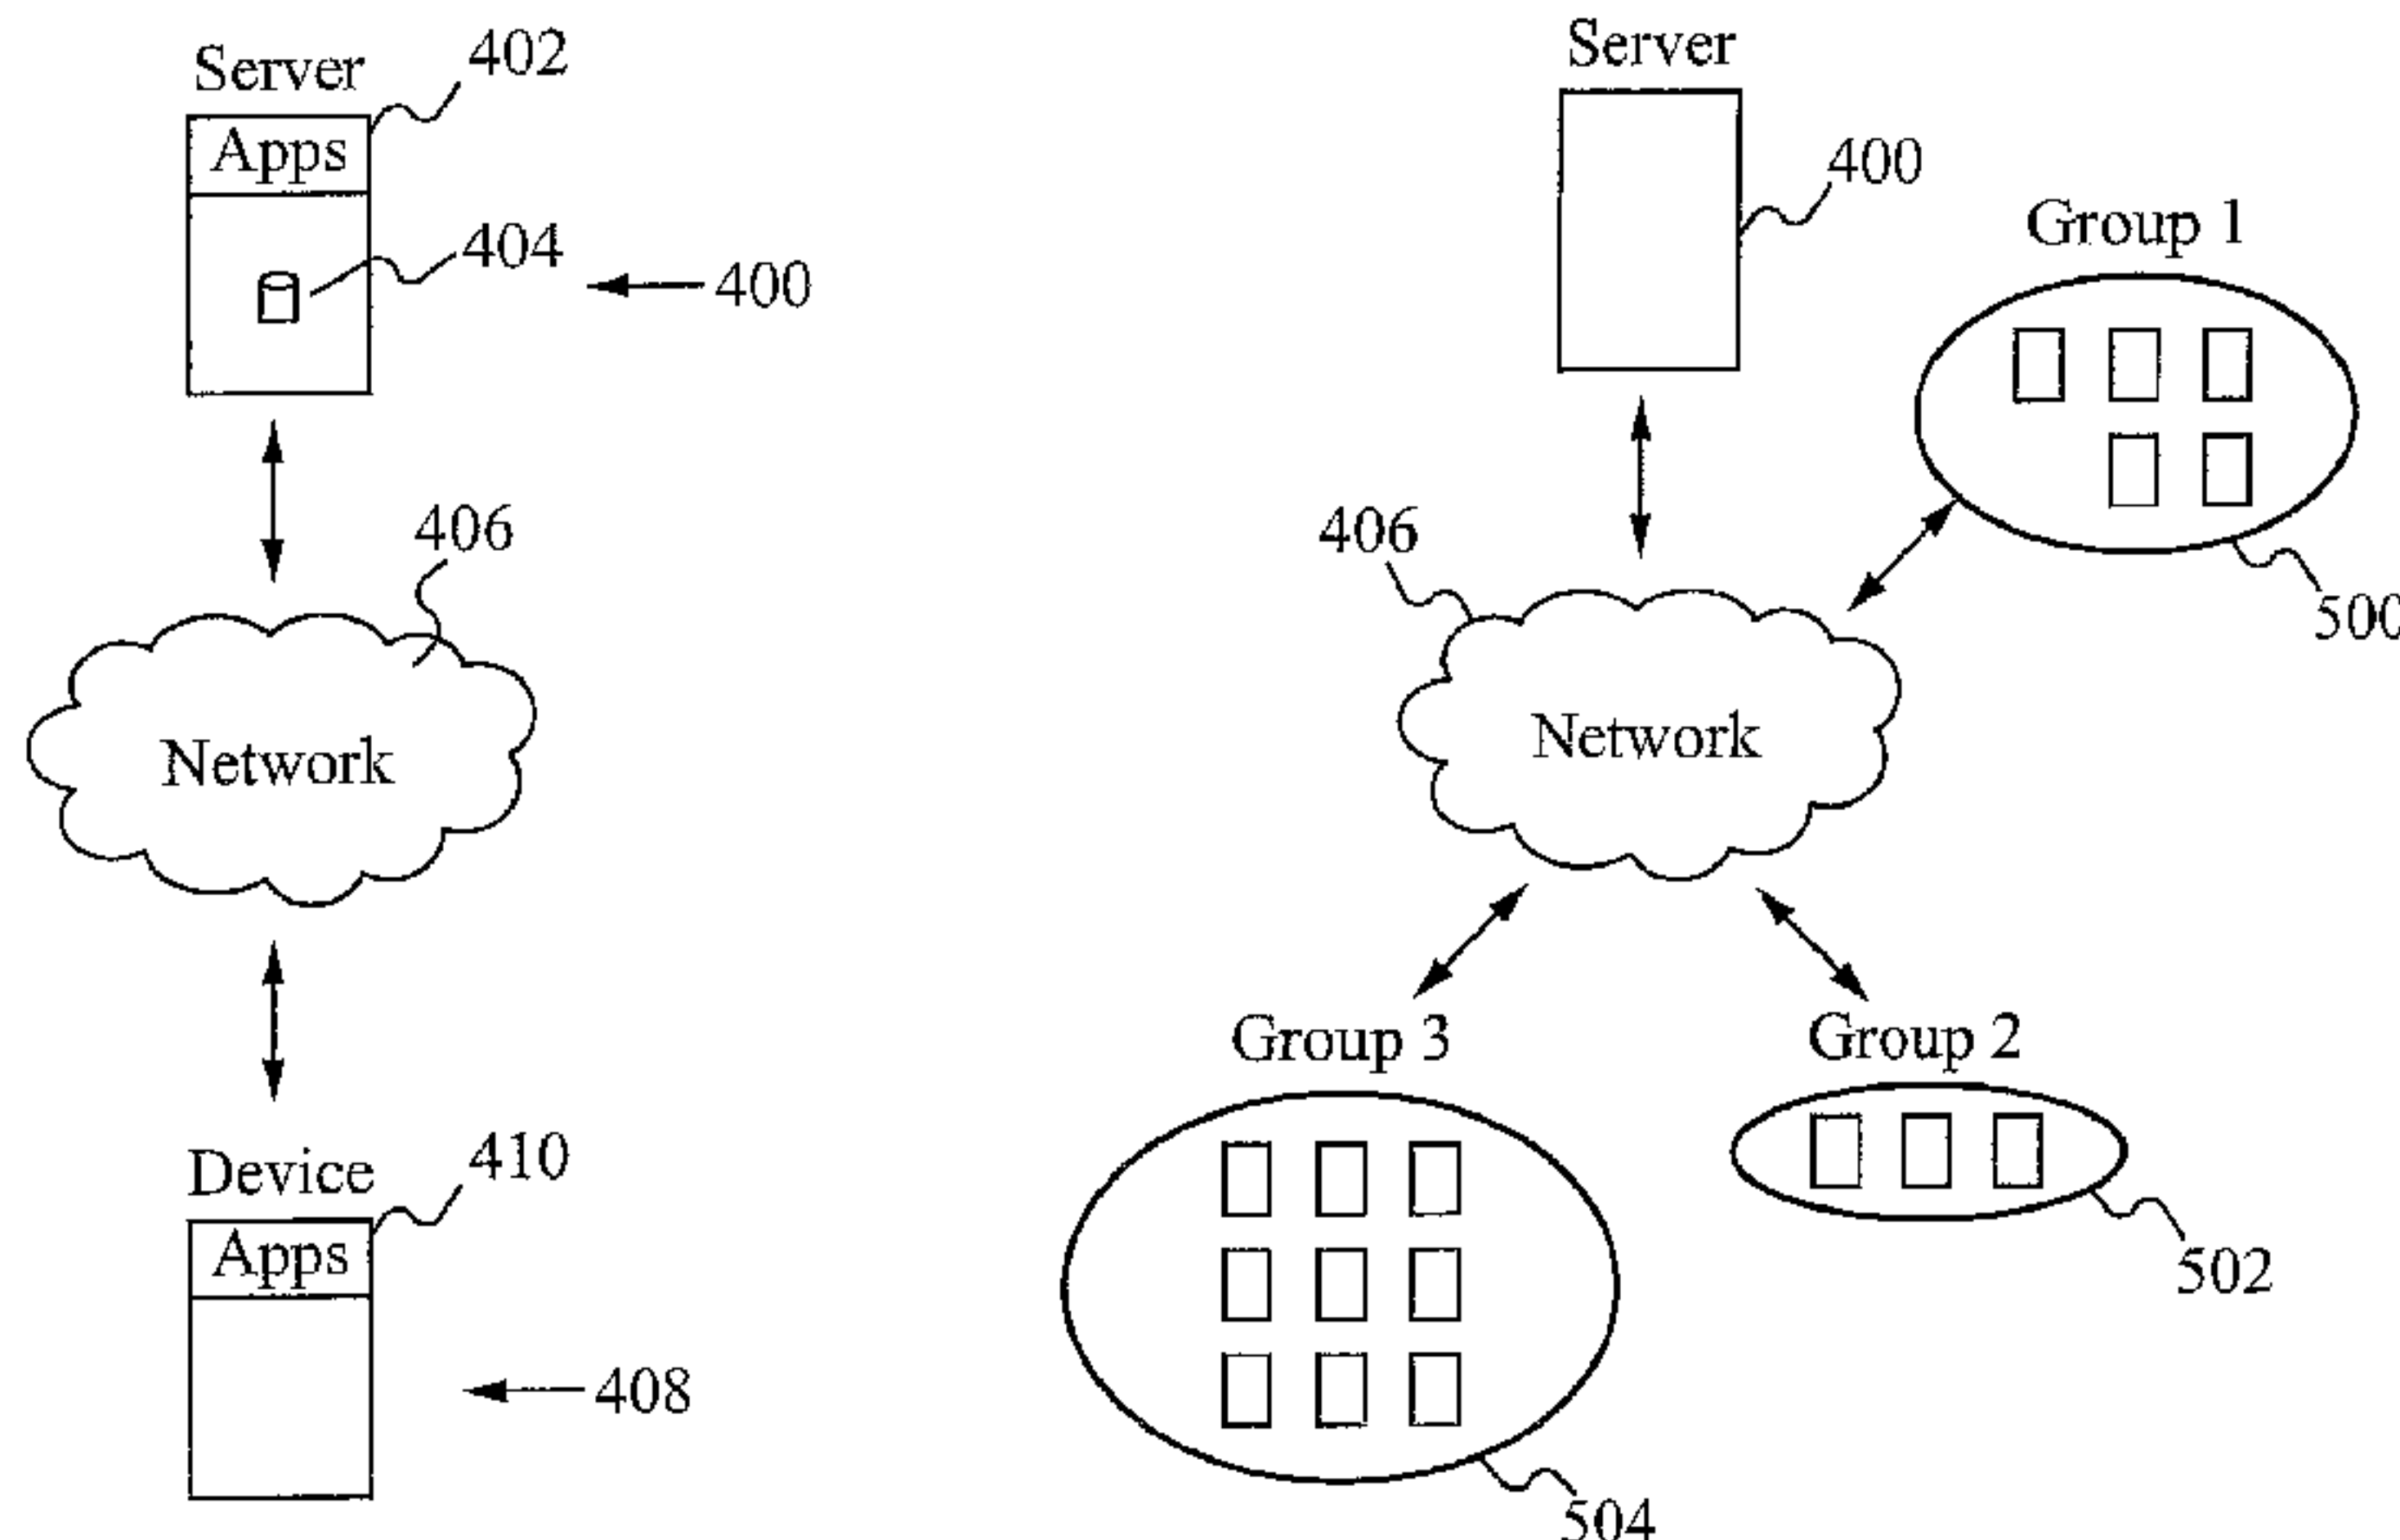 Server
402
Apps
404
400
406
Network
Device
410
Apps
408
Server
400
Group 1
500
406
Network
Group 3
Group 2
502
504